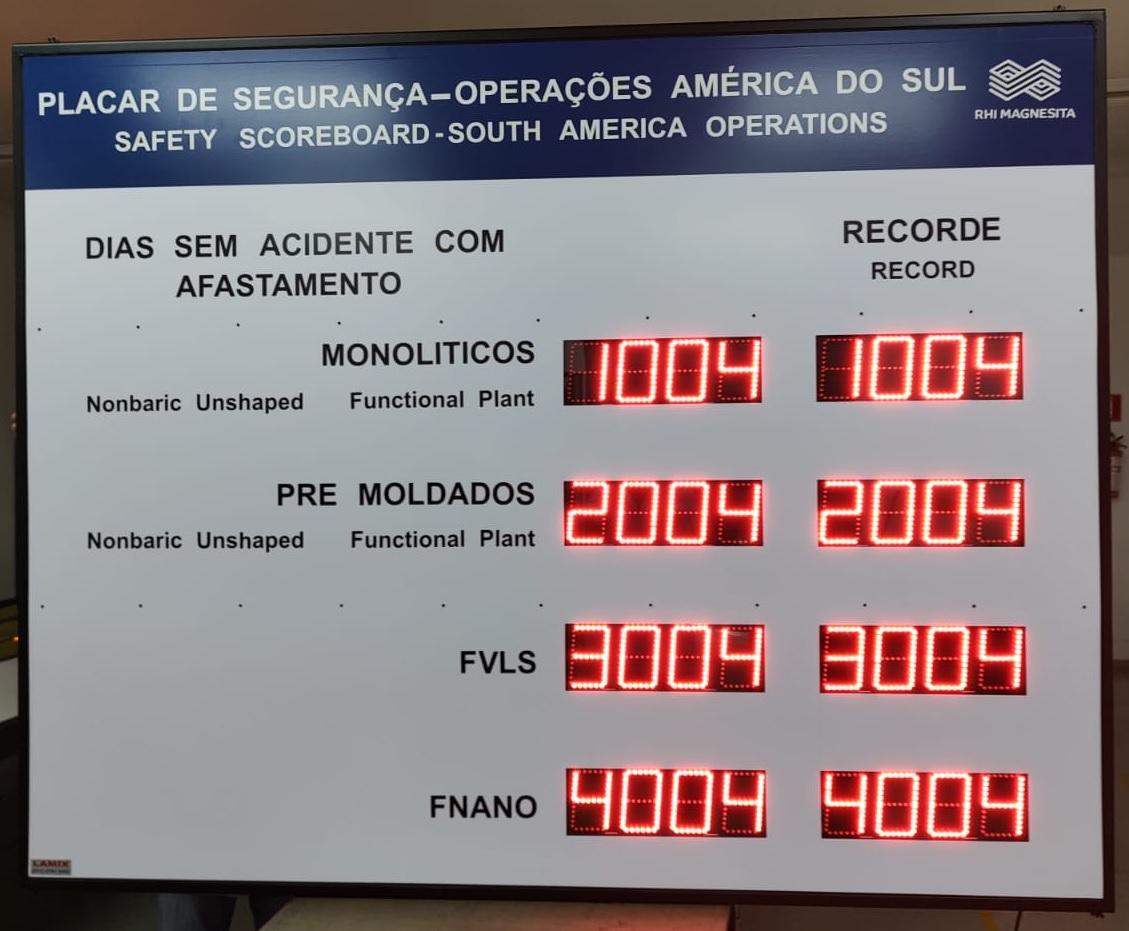 PLACAR DE SEGURANÇA–OPERAÇÕES AMÉRICA DO SUL
SAFETY SCOREBOARD-SOUTH AMERICA OPERATIONS
RHI MAGNESITA
DIAS SEM ACIDENTE COM
AFASTAMENTO
RECORDE
RECORD
MONOLITICOS 1004 1004
Nonbaric Unshaped Functional Plant
PRE MOLDADOS 2004 2004
Nonbaric Unshaped Functional Plant
FVLS 3004 3004
FNANO 4004 4004
LAMIX